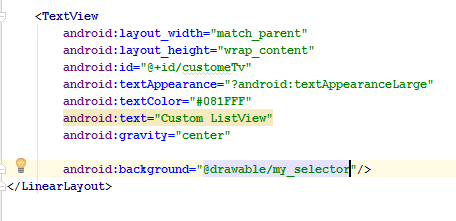 <TextView
android:layout_width="match_parent"
android:layout_height="wrap_content"
android:id="@+id/customeTv"
android:textAppearance="?android:textAppearanceLarge"
android:textColor="#081FFF"
android:text="Custom ListView"
android:gravity="center"
android:background="@drawable/my_selector"/>
</LinearLayout>